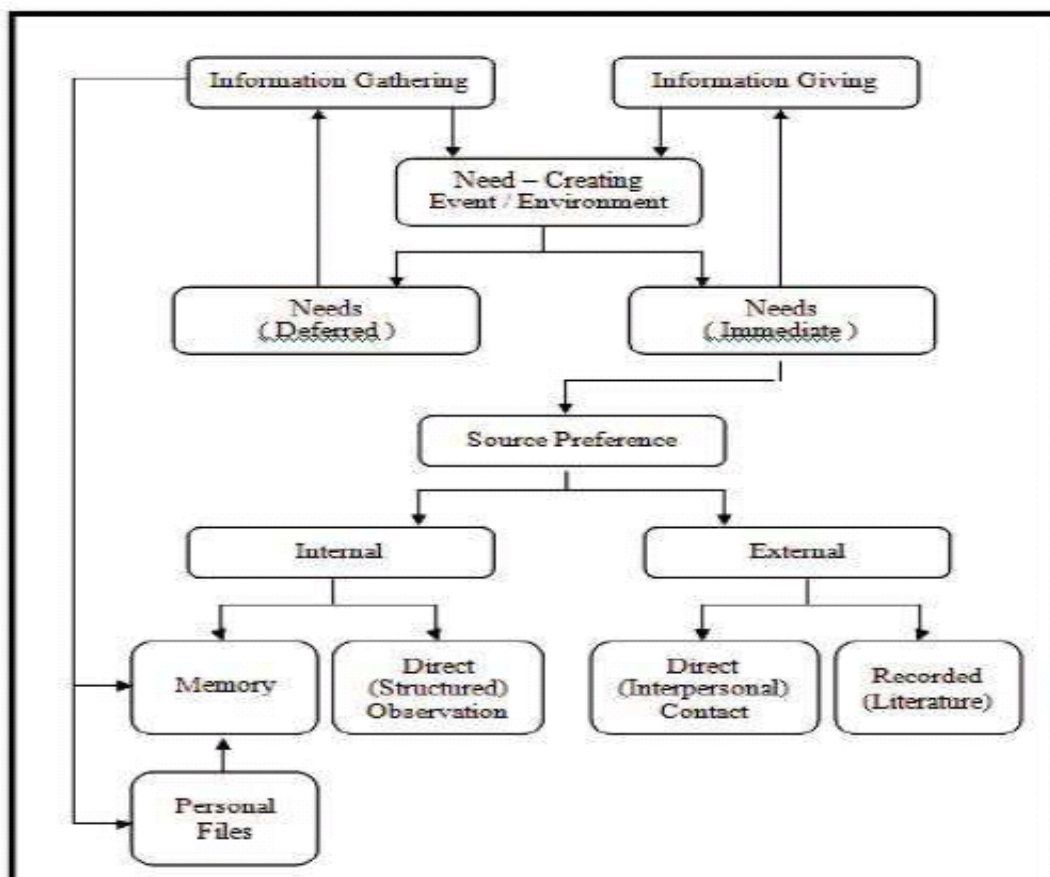 Information Gathering
Information Giving
Need – Creating
Event / Environment
Needs
( Deferred )
Needs
( Immediate )
Source Preference
Internal
External
Memory
Direct
(Structured)
Observation
Direct
(Interpersonal)
Contact
Recorded
(Literature)
Personal
Files